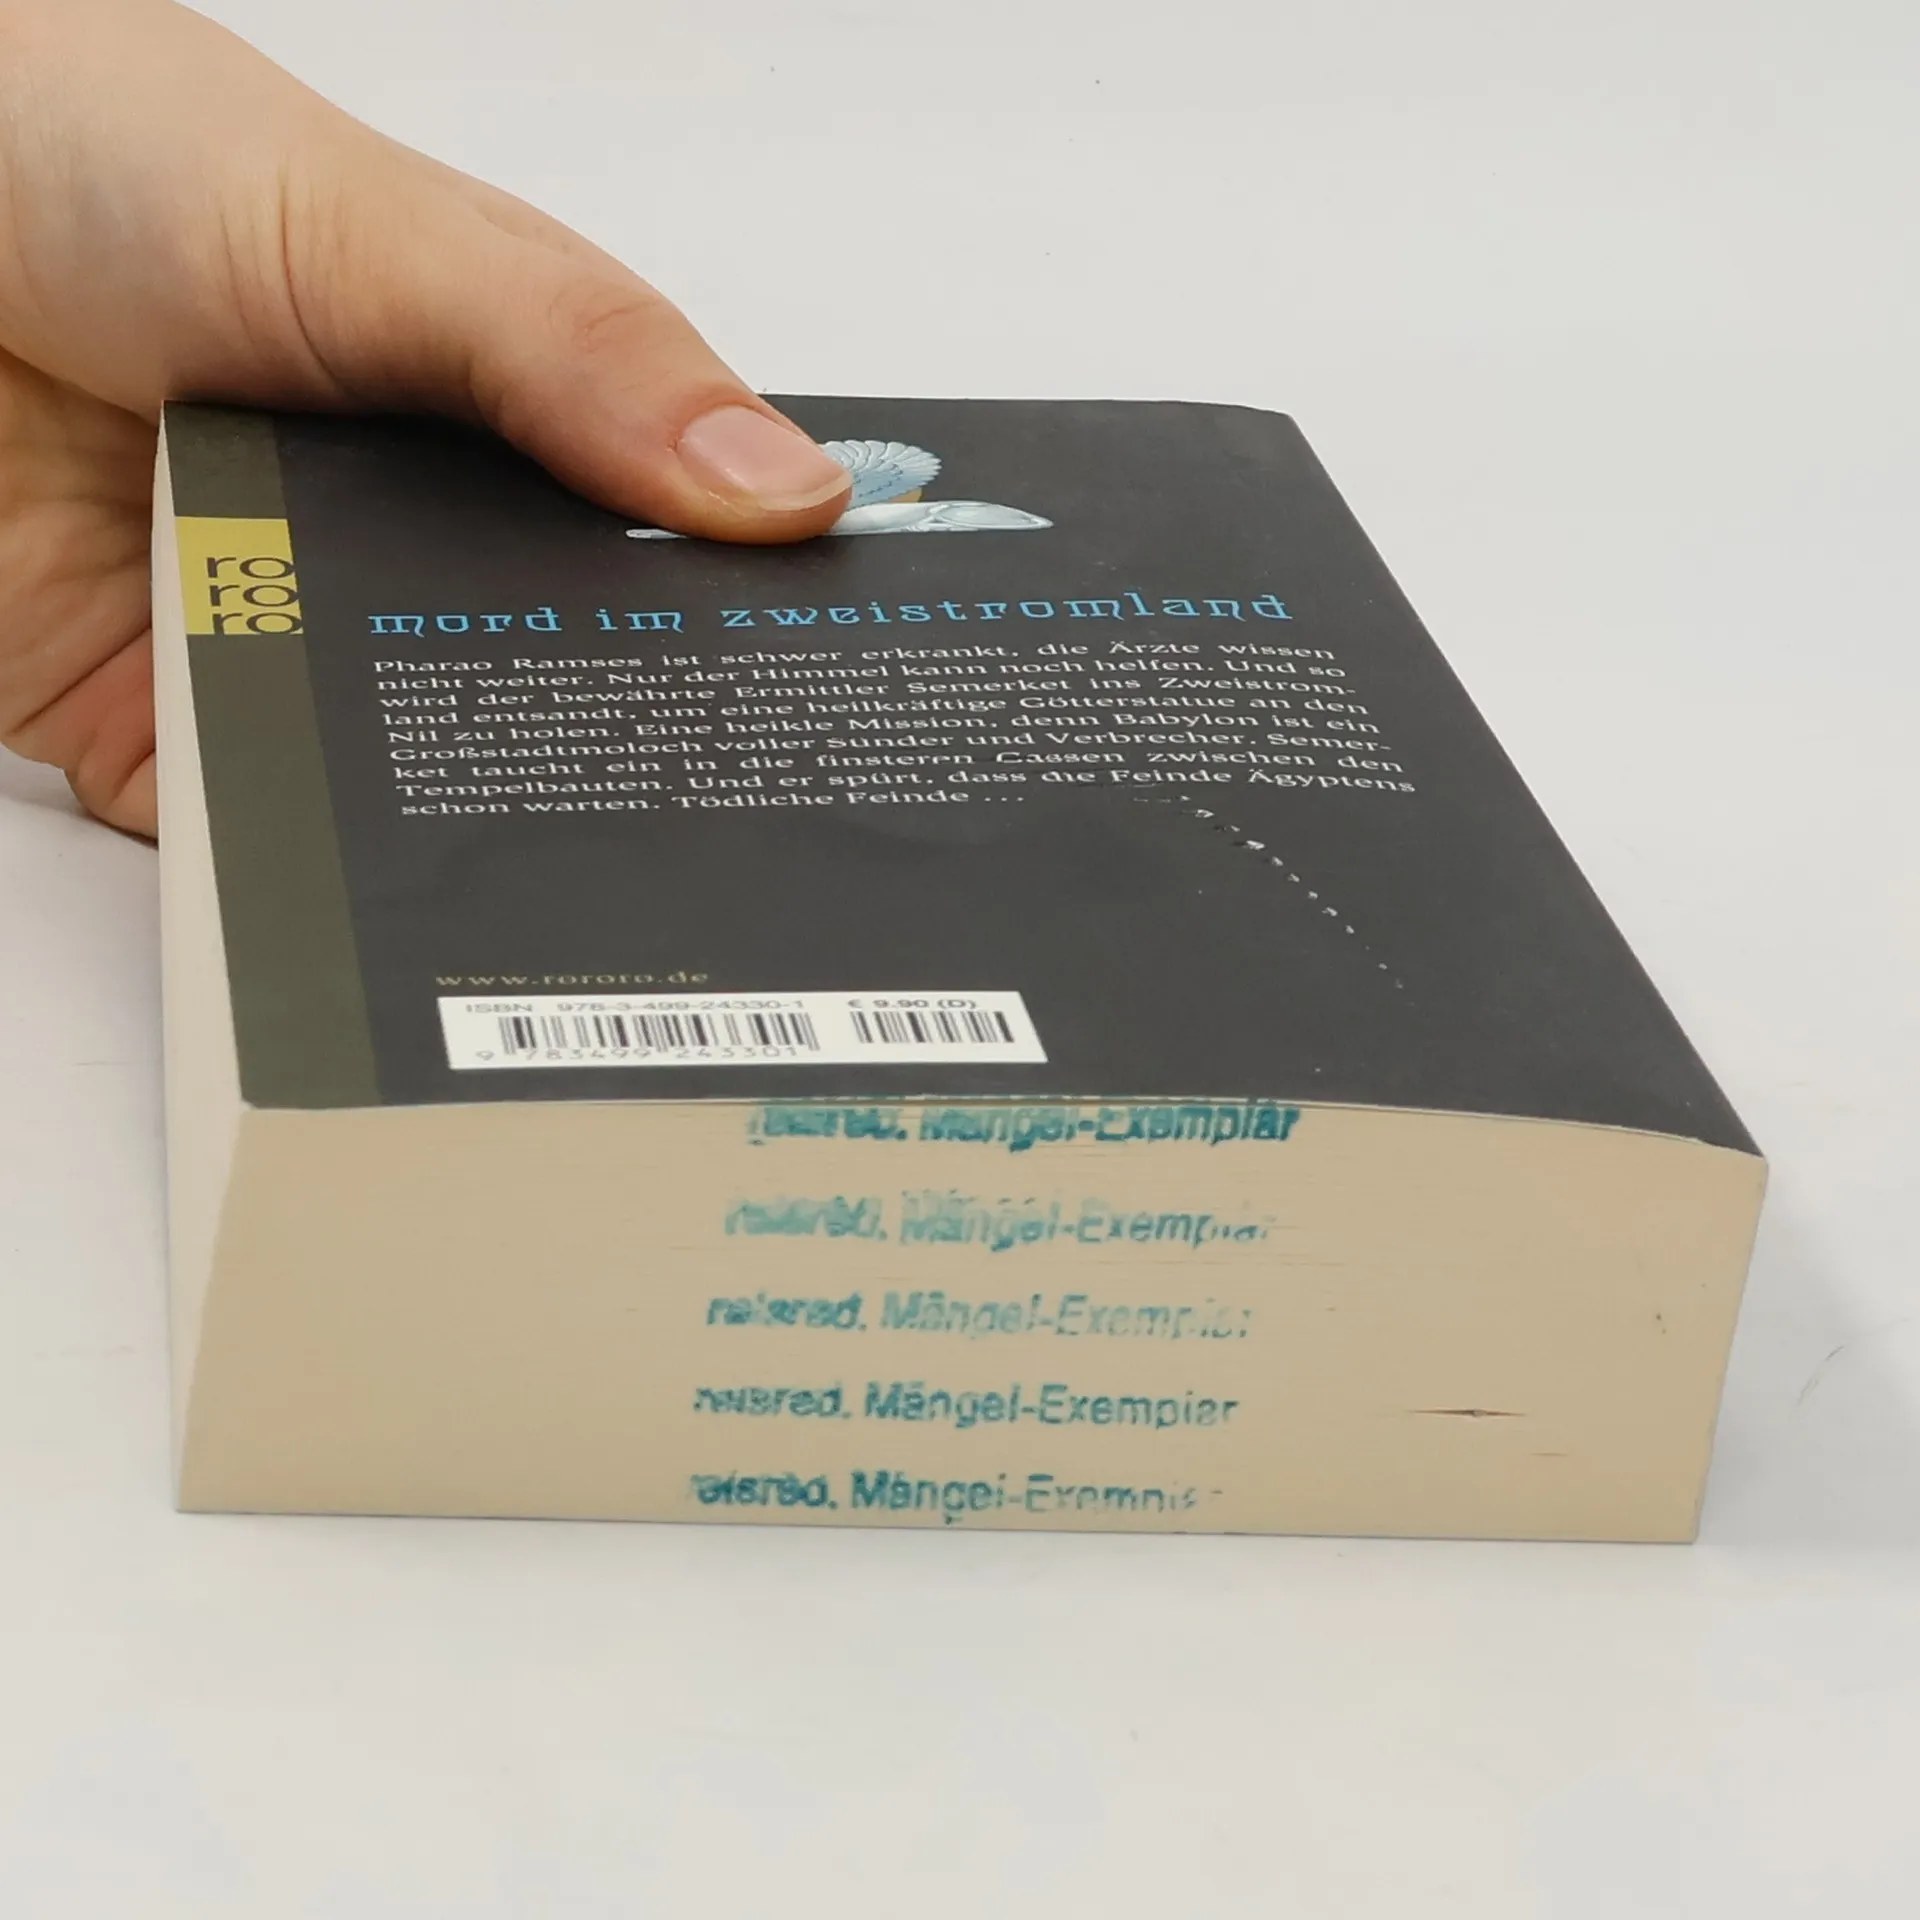 ro
ro
ro
mord im zweistromland
Pharao Ramses ist schwer erkrankt, die Ärzte wissen
nicht weiter. Nur der Himmel kann noch helfen. Und so
wird der bewährte Ermittler Semerket ins Zweistrom-
land entsandt, um eine heilkräftige Götterstatue an den
Nil zu holen. Eine heikle Mission, denn Babylon ist ein
Großstadtmoloch voller Sünder und Verbrecher. Semer-
ket taucht ein in die finsteren Gassen zwischen den
Tempelbauten. Und er spürt, dass die Feinde Ägyptens
schon warten. Tödliche Feinde ...
www.rororo.de
ISBN 978-3-499-24330-1 € 9.90 (D)
9 783499 243301
Mängel-Exemplar
Mängel-Exemplar
Mängel-Exemplar
Mängel-Exemplar
Mängel-Exemplar